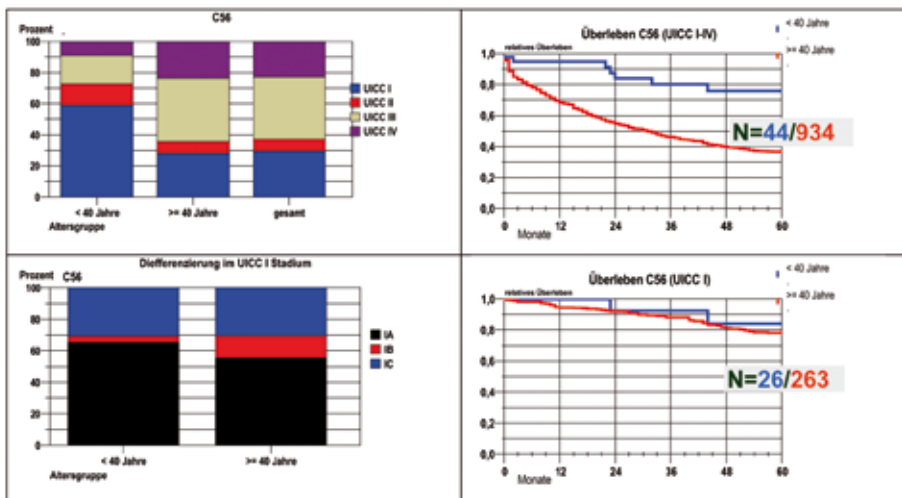 C56
Prozent
100
80
60
40
20
0
< 40 Jahre
>= 40 Jahre
gesamt
Altersgruppe
UICC I
UICC II
UICC III
UICC IV
Überleben C56 (UICC I-IV)
relatives Überleben
< 40 Jahre
>= 40 Jahre
1,0
0,8
0,6
0,4
0,2
0,0
N=44/934
0
12
24
36
48
60
Monate
Diefferenzierung im UICC I Stadium
Prozent
C56
100
80
60
40
20
0
< 40 Jahre
>= 40 Jahre
Altersgruppe
IA
IB
IC
Überleben C56 (UICC I)
relatives Überleben
< 40 Jahre
>= 40 Jahre
1,0
0,8
0,6
0,4
0,2
0,0
N=26/263
0
12
24
36
48
60
Monate